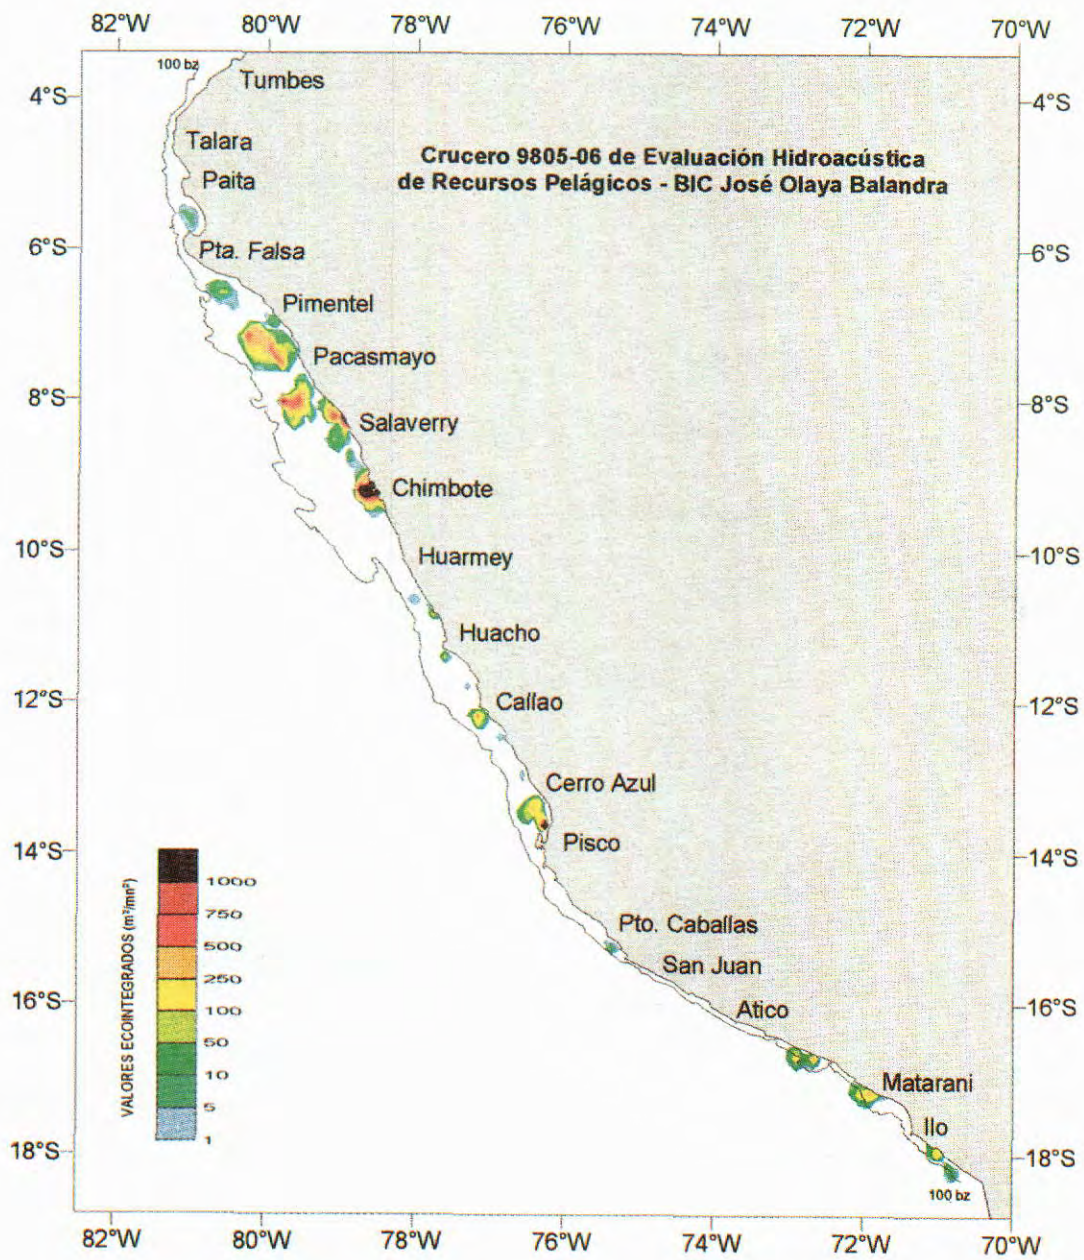 82°W 80°W 78°W 76°W 74°W 72°W 70°W
100 bz
Tumbes
4°S 4°S
Talara
Crucero 9805-06 de Evaluación Hidroacústica
de Recursos Pelágicos - BIC José Olaya Balandra
Paita
6°S 6°S
Pta. Falsa
Pimentel
Pacasmayo
8°S 8°S
Salaverry
Chimbote
10°S 10°S
Huarmey
Huacho
12°S 12°S
Callao
Cerro Azul
Pisco
14°S 14°S
VALORES ECOINTEGRADOS (m²/mn²)
1000
750
500
250
100
50
10
5
1
Pto. Caballas
San Juan
16°S 16°S
Atico
Matarani
Ilo
18°S 18°S
100 bz
82°W 80°W 78°W 76°W 74°W 72°W 70°W